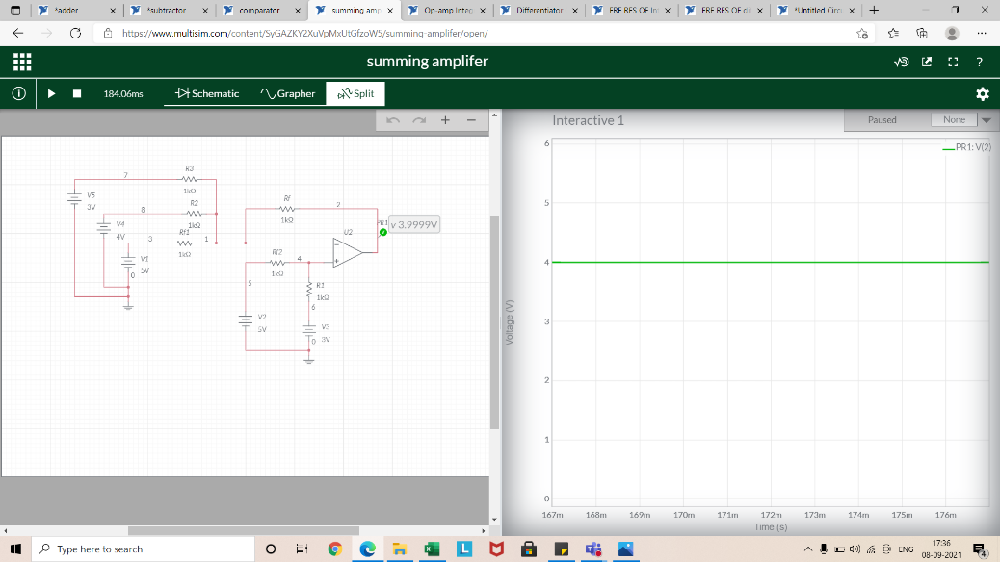 *adder
*subtractor
comparator
summing amp
Op-amp Integ
Differentiator
FRE RES OF In
FRE RES OF di
*Untitled Circ
https://www.multisim.com/content/SyGAZKY2XuVpMxUtGfzoW5/summing-amplifer/open/
summing amplifer
184.06ms
Schematic
Grapher
Split
Interactive 1
Paused
None
PR1: V(2)
7
R3
1kΩ
V5
3V
8
R2
1kΩ
V4
4V
3
Rf1
1kΩ
1
V1
5V
0
Rf
1kΩ
2
PR1
v 3.9999V
U2
Rf2
1kΩ
4
5
R1
1kΩ
6
V2
5V
V3
3V
0
6
5
4
3
2
1
0
Voltage (V)
167m
168m
169m
170m
171m
172m
173m
174m
175m
176m
Time (s)
Type here to search
ENG
17:36
08-09-2021
4